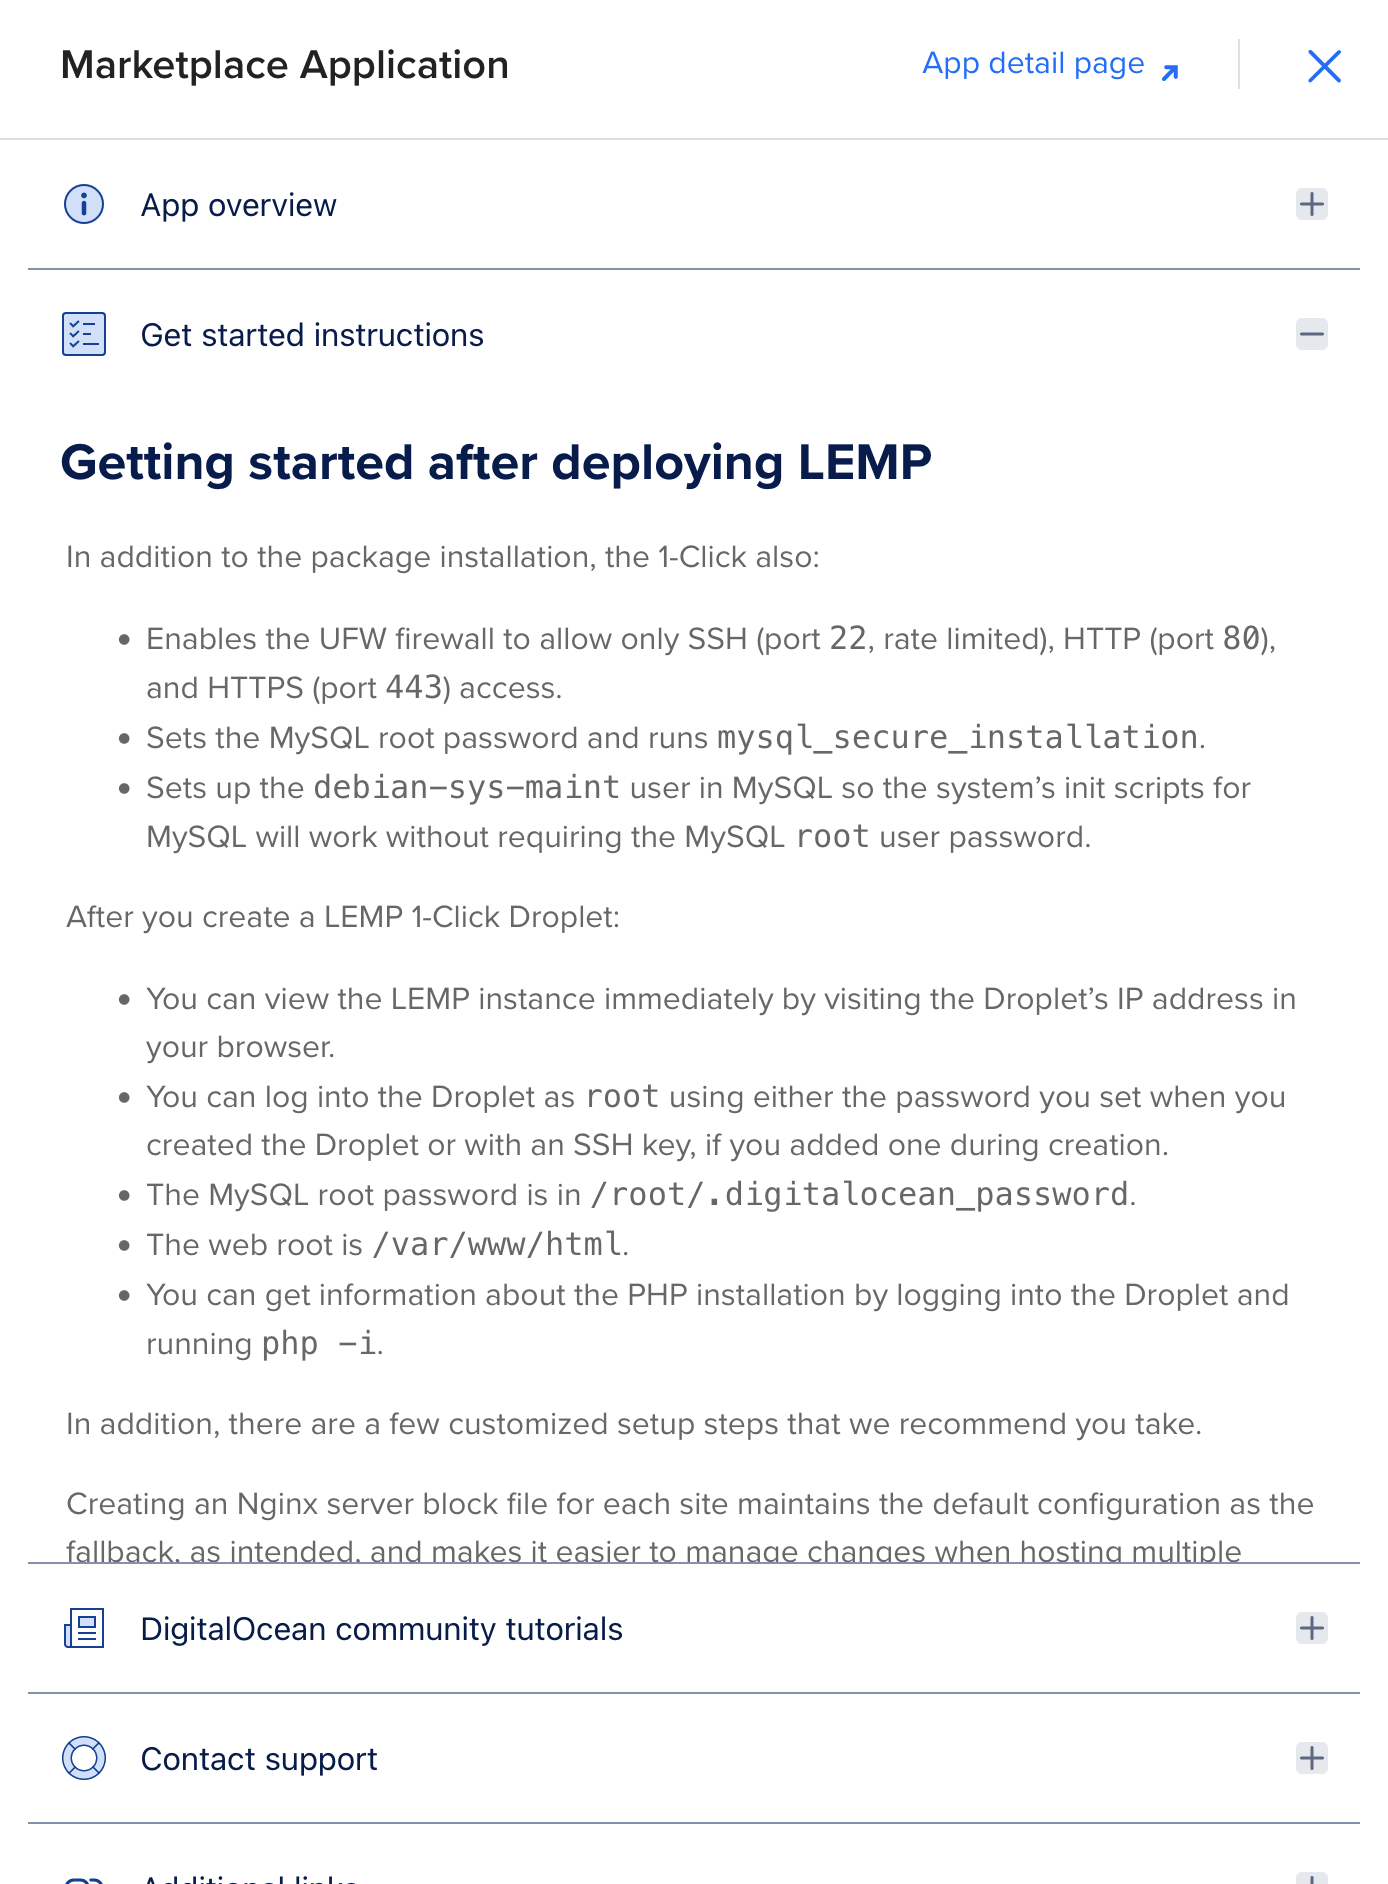 Marketplace Application
App detail page
App overview
Get started instructions
Getting started after deploying LEMP
In addition to the package installation, the 1-Click also:
• Enables the UFW firewall to allow only SSH (port 22, rate limited), HTTP (port 80),
and HTTPS (port 443) access.
• Sets the MySQL root password and runs mysql_secure_installation.
• Sets up the debian-sys-maint user in MySQL so the system’s init scripts for
MySQL will work without requiring the MySQL root user password.
After you create a LEMP 1-Click Droplet:
• You can view the LEMP instance immediately by visiting the Droplet’s IP address in
your browser.
• You can log into the Droplet as root using either the password you set when you
created the Droplet or with an SSH key, if you added one during creation.
• The MySQL root password is in /root/.digitalocean_password.
• The web root is /var/www/html.
• You can get information about the PHP installation by logging into the Droplet and
running php -i.
In addition, there are a few customized setup steps that we recommend you take.
Creating an Nginx server block file for each site maintains the default configuration as the
fallback, as intended, and makes it easier to manage changes when hosting multiple
DigitalOcean community tutorials
Contact support
Additional links